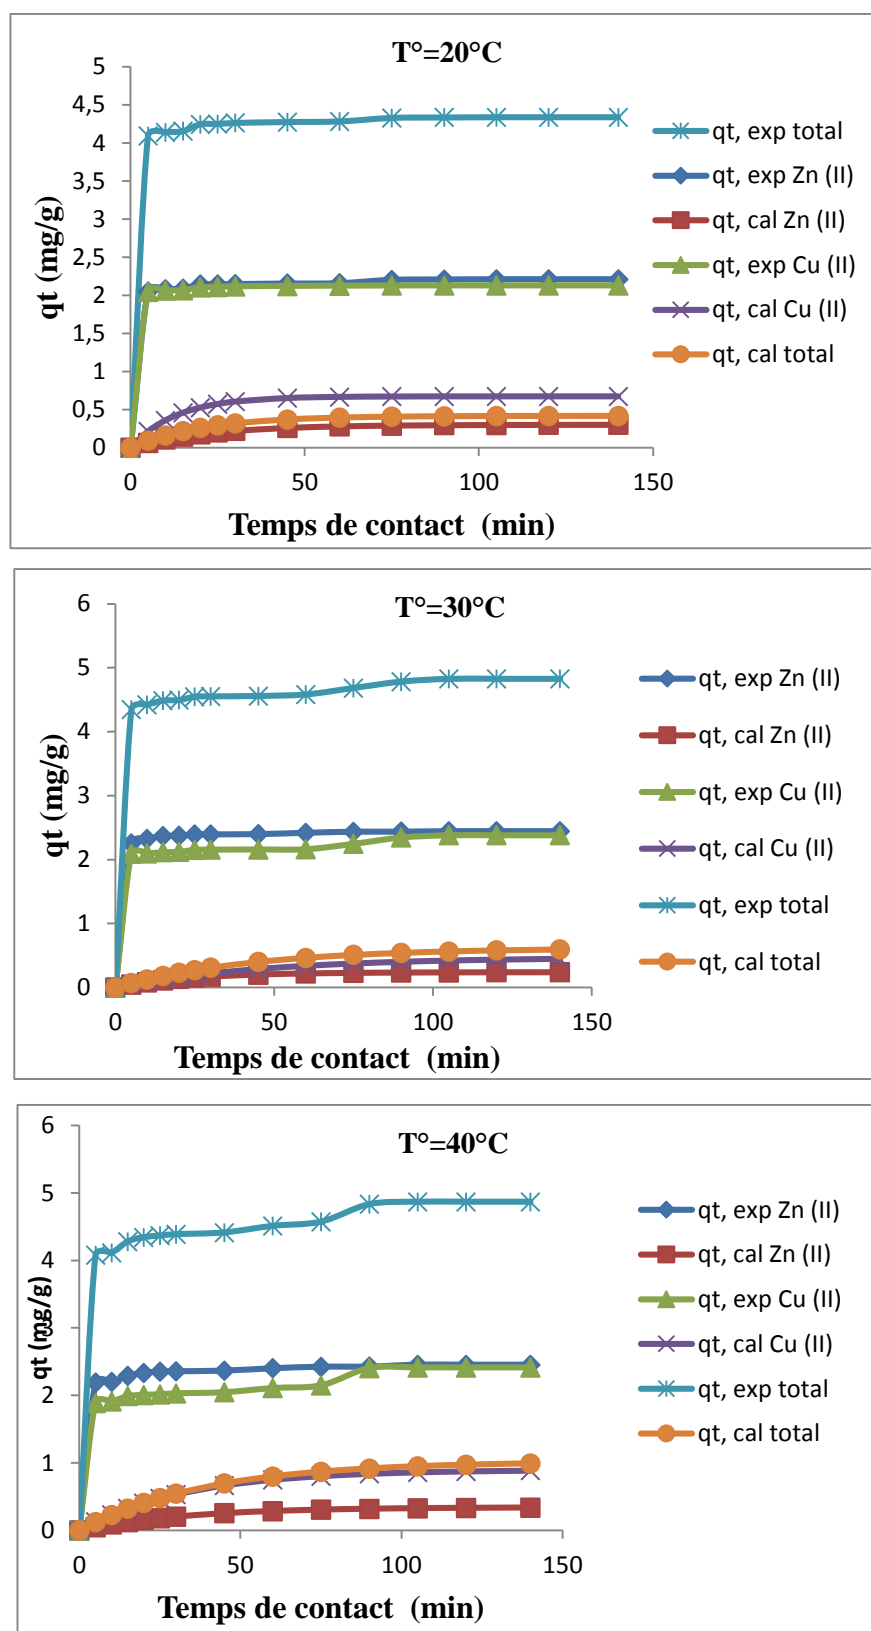 T°=20°C
5
4,5
4
3,5
3
2,5
2
1,5
1
0,5
0
qt (mg/g)
0 50 100 150
Temps de contact (min)
qt, exp total
qt, exp Zn (II)
qt, cal Zn (II)
qt, exp Cu (II)
qt, cal Cu (II)
qt, cal total
T°=30°C
6
5
4
3
2
1
0
qt (mg/g)
0 50 100 150
Temps de contact (min)
qt, exp Zn (II)
qt, cal Zn (II)
qt, exp Cu (II)
qt, cal Cu (II)
qt, exp total
qt, cal total
T°=40°C
6
5
4
3
2
1
0
qt (mg/g)
0 50 100 150
Temps de contact (min)
qt, exp Zn (II)
qt, cal Zn (II)
qt, exp Cu (II)
qt, cal Cu (II)
qt, exp total
qt, cal total